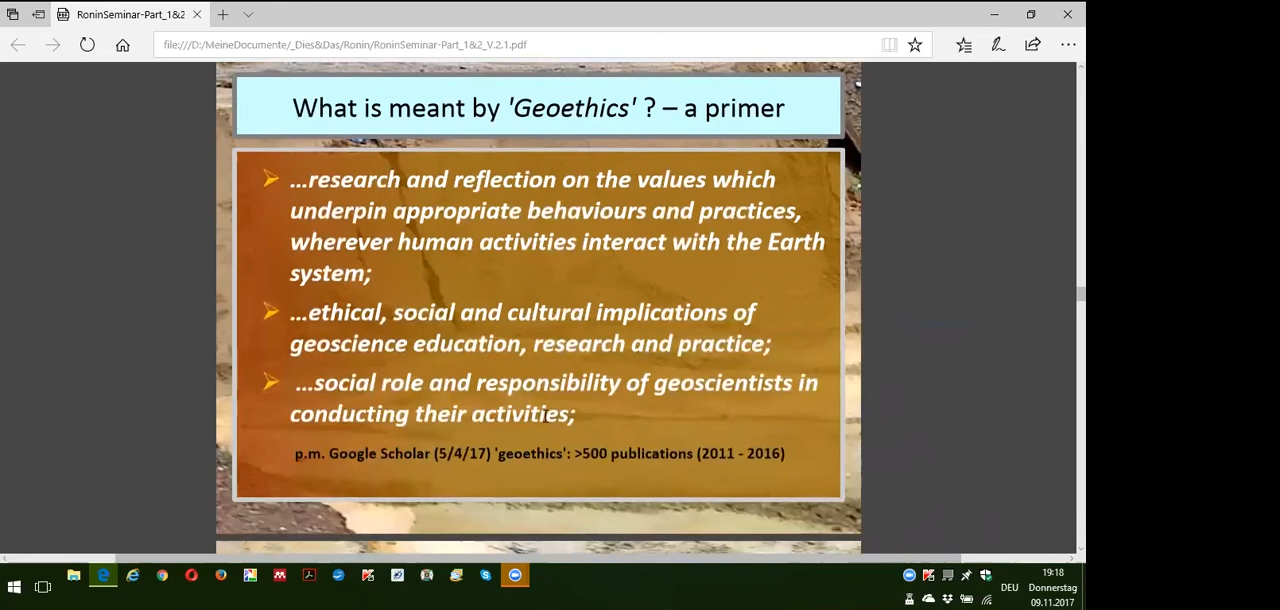 RoninSeminar-Part_1&2
file:///D:/MeineDocumente/_Dies&Das/Ronin/RoninSeminar-Part_1&2_V.2.1.pdf
What is meant by 'Geoethics' ? – a primer
...research and reflection on the values which
underpin appropriate behaviours and practices,
wherever human activities interact with the Earth
system;
...ethical, social and cultural implications of
geoscience education, research and practice;
...social role and responsibility of geoscientists in
conducting their activities;
p.m. Google Scholar (5/4/17) 'geoethics': >500 publications (2011 - 2016)
19:18
DEU Donnerstag
09.11.2017